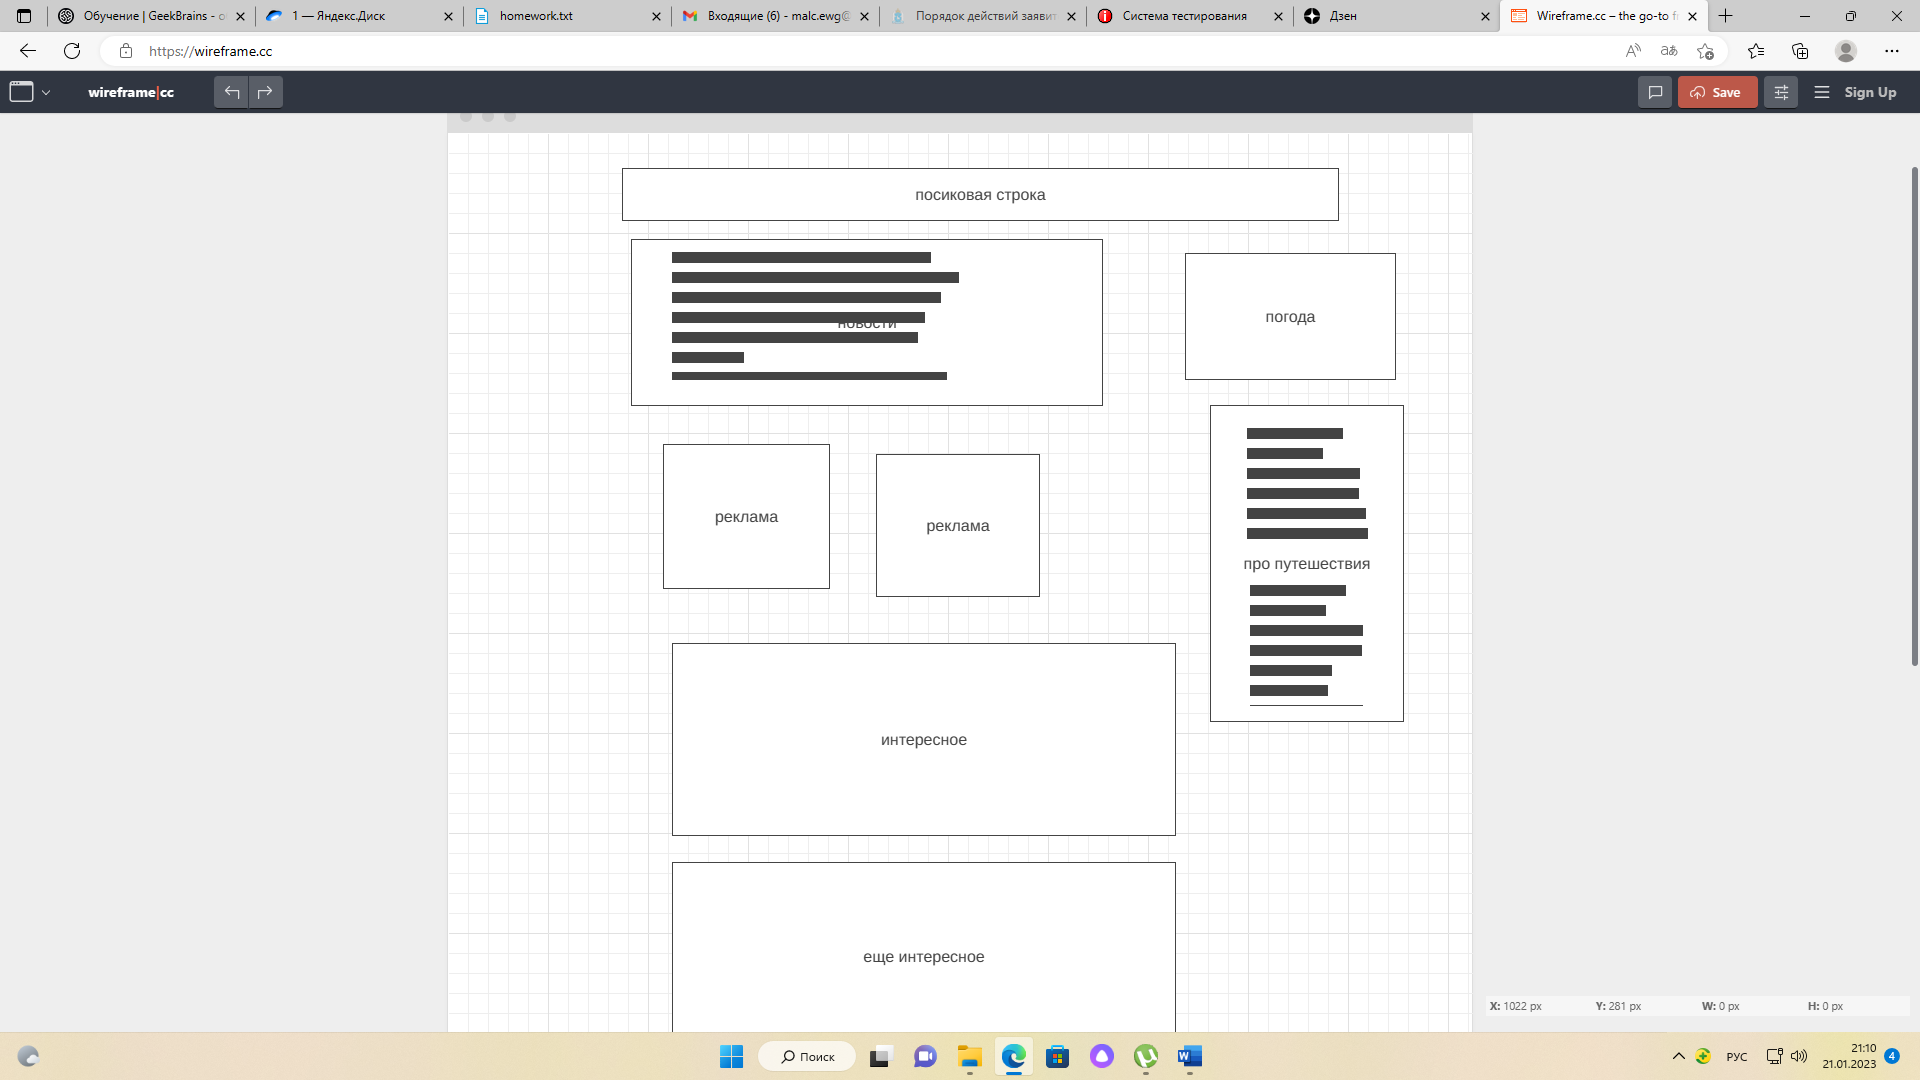 Обучение | GeekBrains - о
1 — Яндекс.Диск
homework.txt
Входящие (6) - malc.ewg@
Порядок действий заявит
Система тестирования
Дзен
Wireframe.cc – the go-to f
https://wireframe.cc
wireframe|cc
Save
Sign Up
посиковая строка
новости
погода
реклама
реклама
про путешествия
интересное
еще интересное
X: 1022 px Y: 281 px W: 0 px H: 0 px
Поиск
РУС
21:10
21.01.2023
4